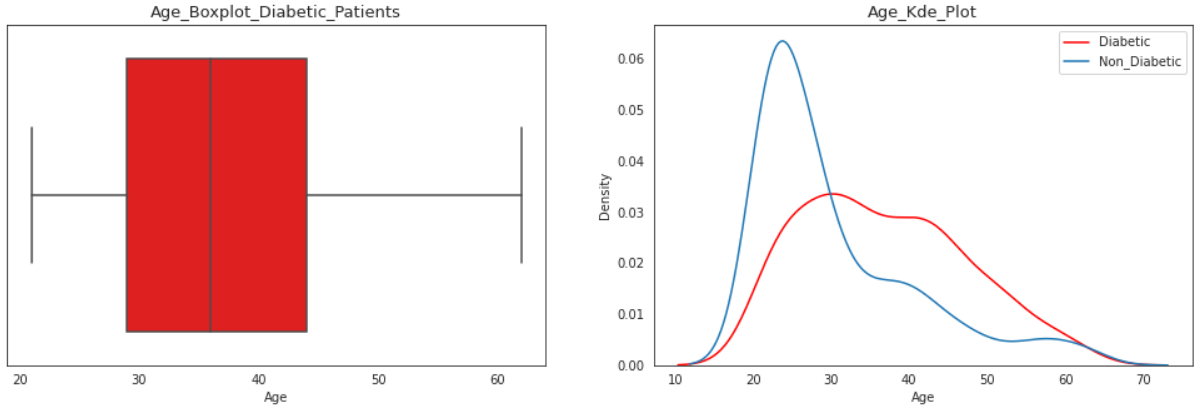 Age_Boxplot_Diabetic_Patients
20 30 40 50 60
Age
Age_Kde_Plot
Diabetic
Non_Diabetic
0.06
0.05
0.04
0.03
0.02
0.01
0.00
Density
10 20 30 40 50 60 70
Age